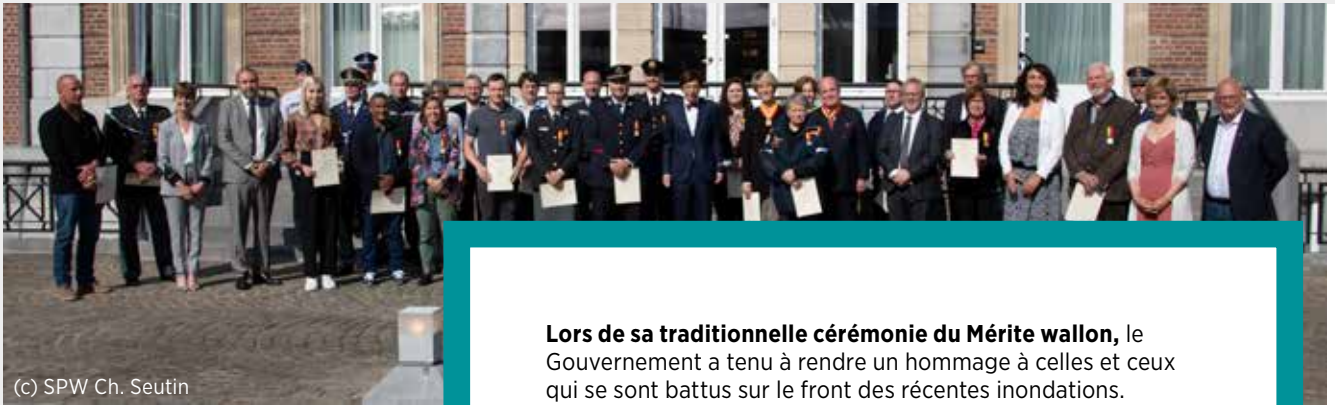 (c) SPW Ch. Seutin
Lors de sa traditionnelle cérémonie du Mérite wallon, le
Gouvernement a tenu à rendre un hommage à celles et ceux
qui se sont battus sur le front des récentes inondations.